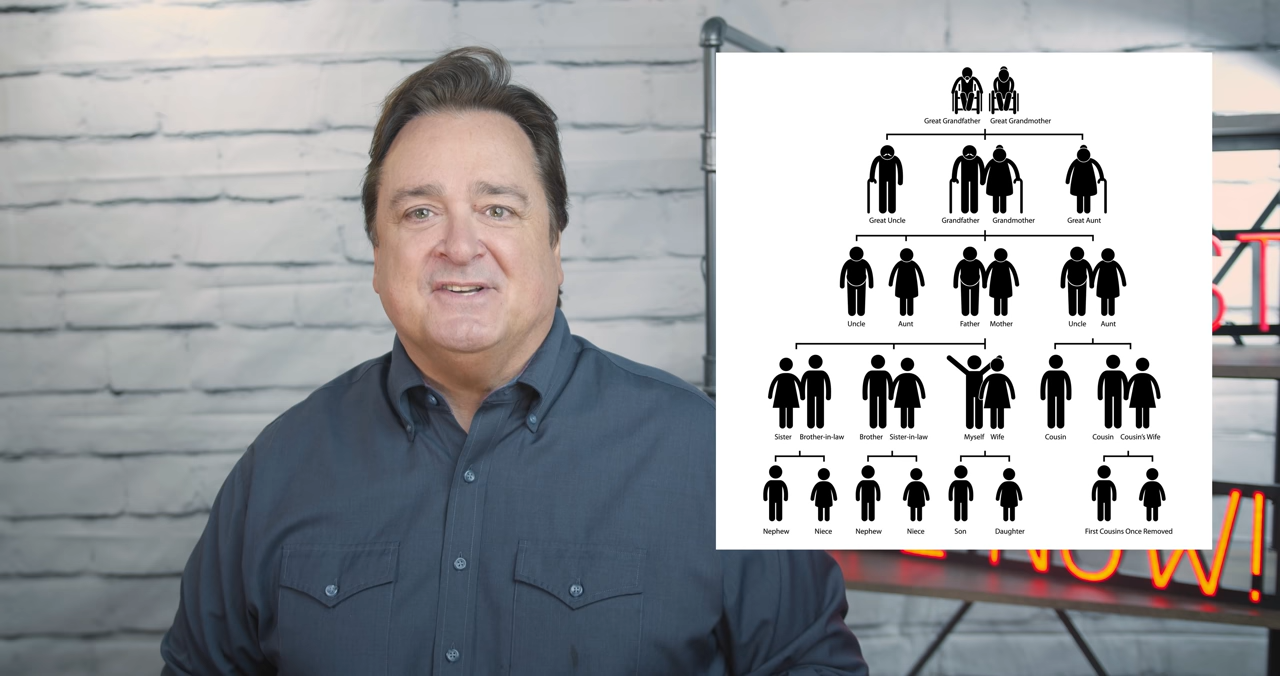 Great Grandfather Great Grandmother
Great Uncle Grandfather Grandmother Great Aunt
Uncle Aunt Father Mother Uncle Aunt
Sister Brother-in-law Brother Sister-in-law Myself Wife Cousin Cousin Cousin's Wife
Nephew Niece Nephew Niece Son Daughter First Cousins Once Removed
NOW!